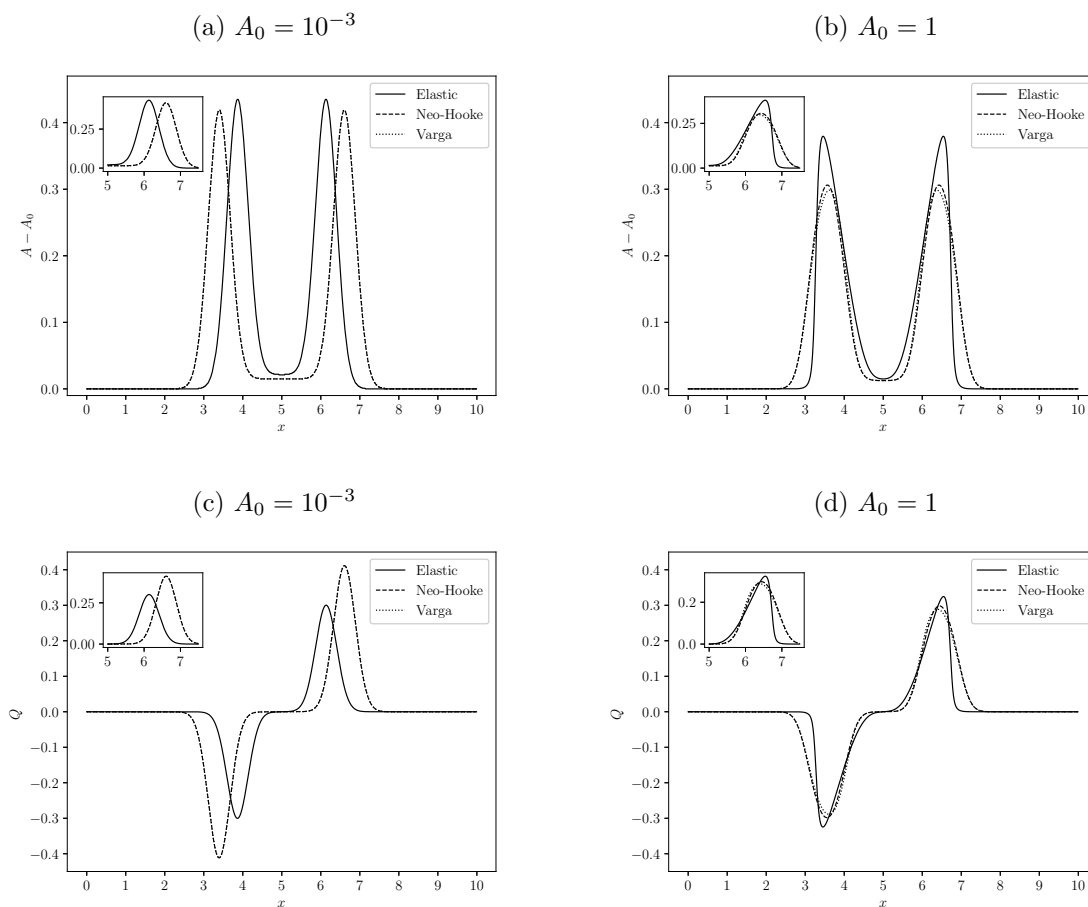 (a) A₀ = 10⁻³
(b) A₀ = 1
Elastic
Neo-Hooke
Varga
0.25
0.00
5 6 7
0.4
0.3
0.2
0.1
0.0
A − A₀
0 1 2 3 4 5 6 7 8 9 10
x
Elastic
Neo-Hooke
Varga
0.25
0.00
5 6 7
0.4
0.3
0.2
0.1
0.0
A − A₀
0 1 2 3 4 5 6 7 8 9 10
x
(c) A₀ = 10⁻³
(d) A₀ = 1
Elastic
Neo-Hooke
Varga
0.25
0.00
5 6 7
0.4
0.3
0.2
0.1
0.0
−0.1
−0.2
−0.3
−0.4
Q
0 1 2 3 4 5 6 7 8 9 10
x
Elastic
Neo-Hooke
Varga
0.2
0.0
5 6 7
0.4
0.3
0.2
0.1
0.0
−0.1
−0.2
−0.3
−0.4
Q
0 1 2 3 4 5 6 7 8 9 10
x